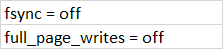 fsync = off
full_page_writes = off